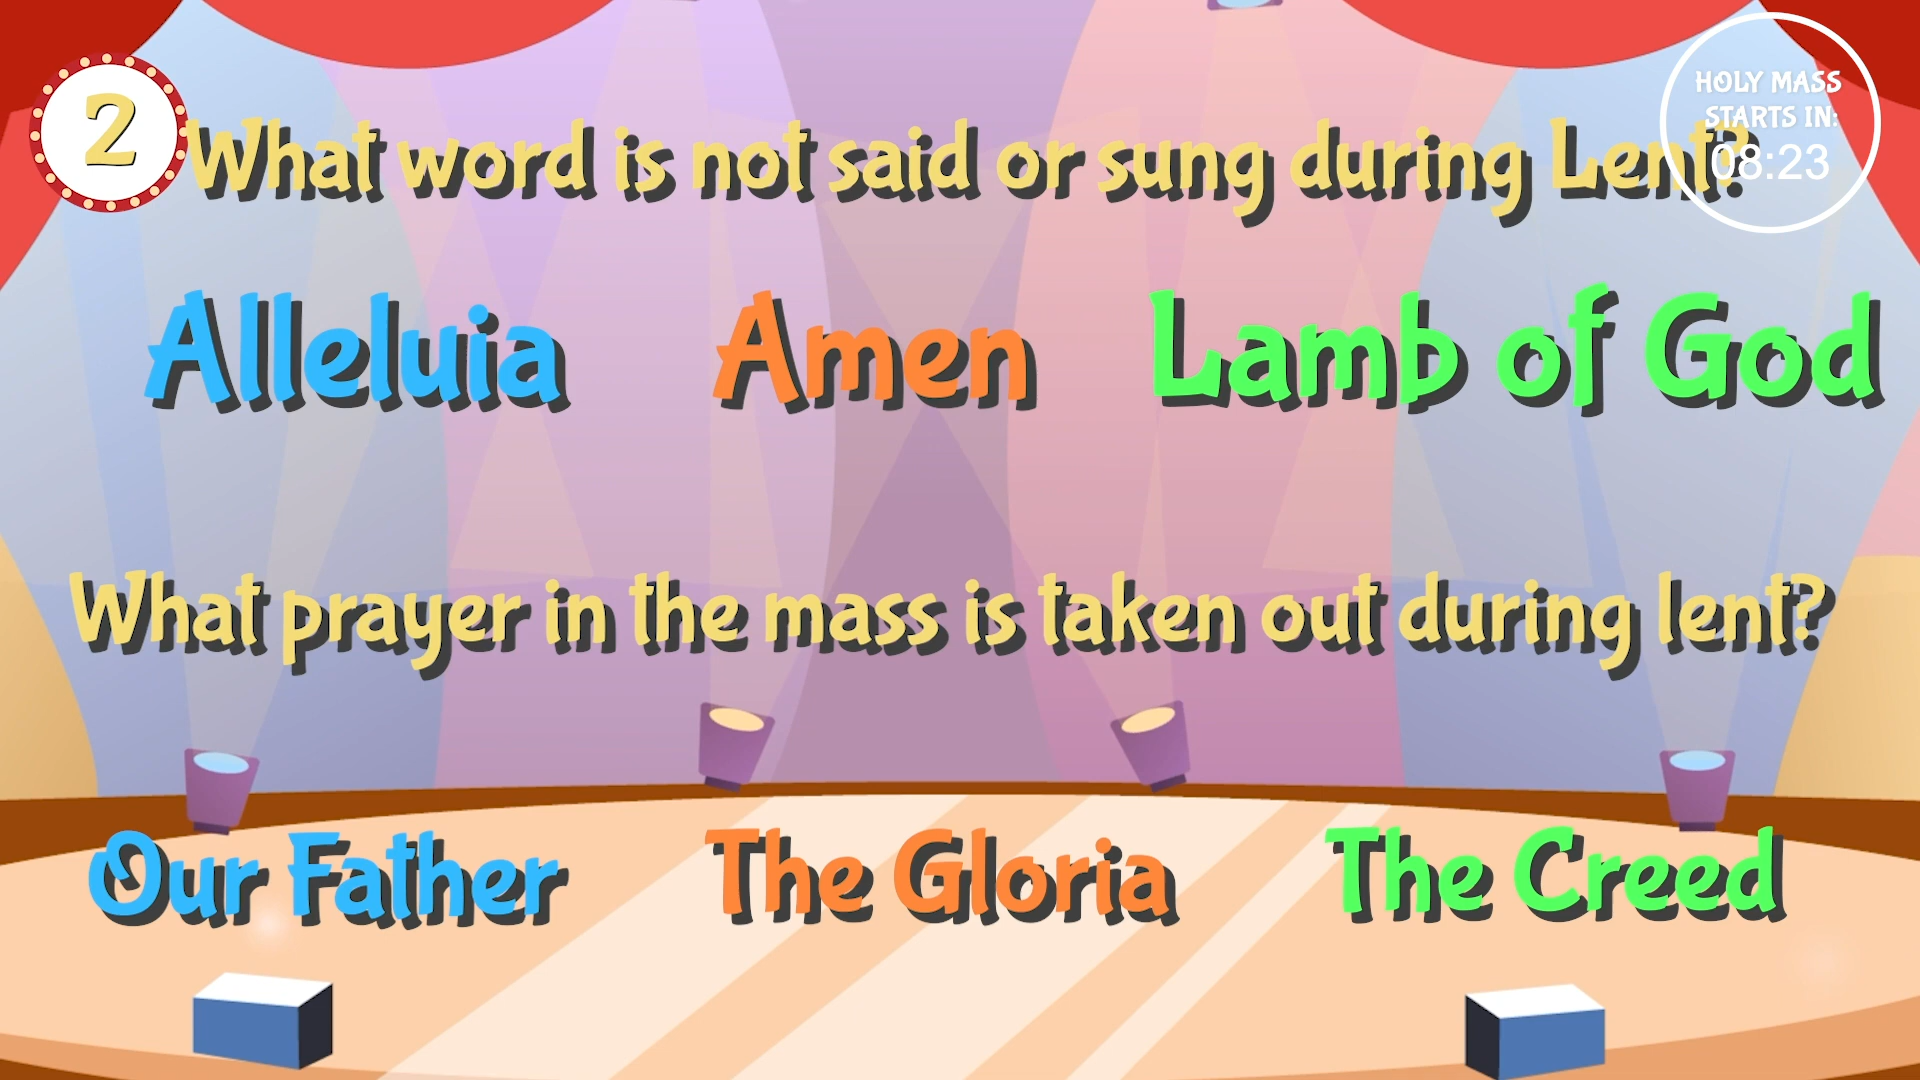 2
What word is not said or sung during Lent?
HOLY MASS
STARTS IN:
08:23
Alleluia Amen Lamb of God
What prayer in the mass is taken out during lent?
Our Father The Gloria The Creed